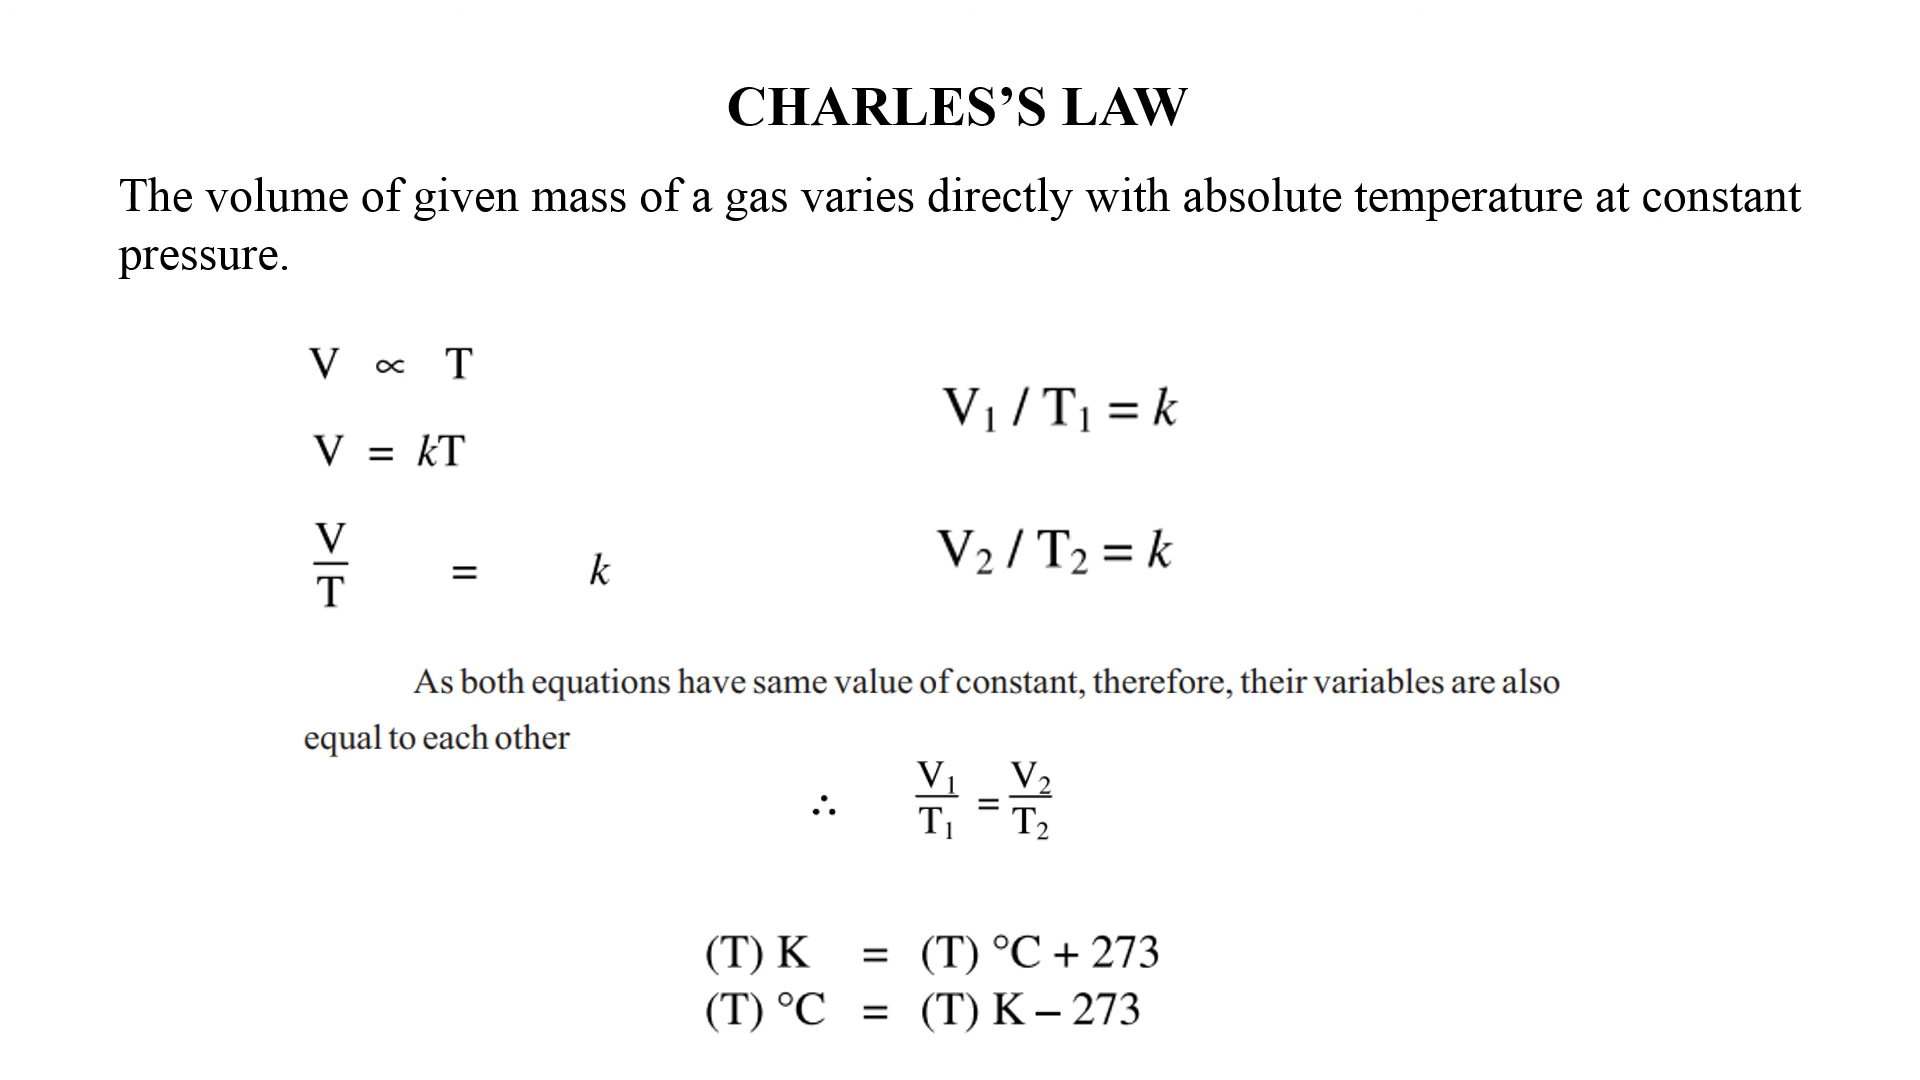 CHARLES’S LAW
The volume of given mass of a gas varies directly with absolute temperature at constant
pressure.
V ∝ T
V = kT
V/T = k
V₁ / T₁ = k
V₂ / T₂ = k
As both equations have same value of constant, therefore, their variables are also
equal to each other
∴ V₁/T₁ = V₂/T₂
(T) K = (T) °C + 273
(T) °C = (T) K – 273